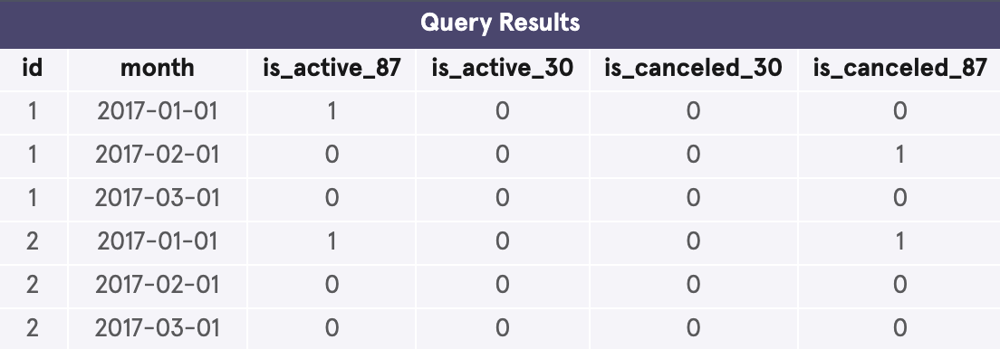 Query Results
id month is_active_87 is_active_30 is_canceled_30 is_canceled_87
1 2017-01-01 1 0 0 0
1 2017-02-01 0 0 0 1
1 2017-03-01 0 0 0 0
2 2017-01-01 1 0 0 1
2 2017-02-01 0 0 0 0
2 2017-03-01 0 0 0 0